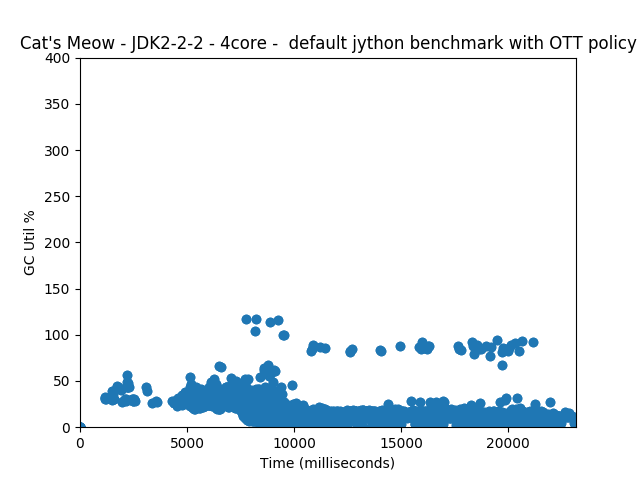 Cat's Meow - JDK2-2-2 - 4core -  default jython benchmark with OTT policy
400
350
300
250
200
150
100
50
0
GC Util %
0 5000 10000 15000 20000
Time (milliseconds)